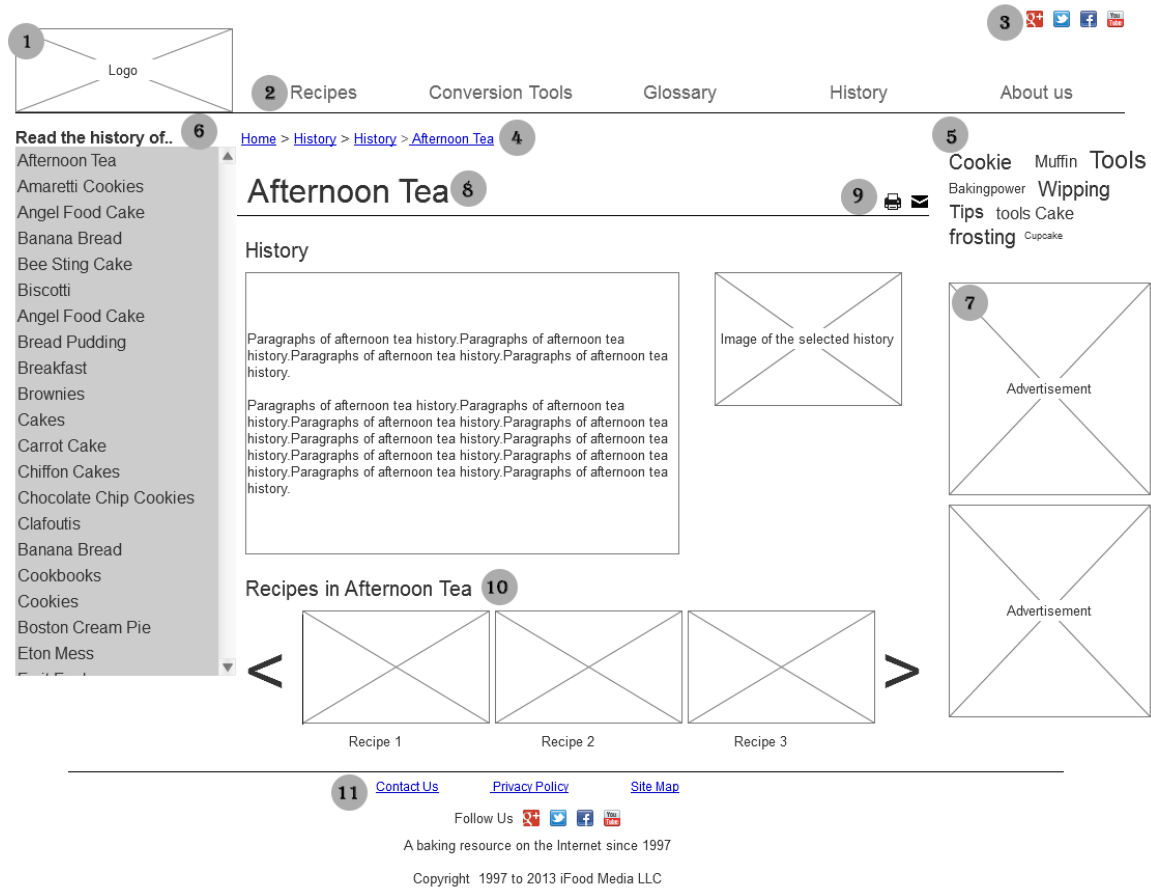 3
1
Logo
2 Recipes Conversion Tools Glossary History About us
Read the history of.. 6
Afternoon Tea
Amaretti Cookies
Angel Food Cake
Banana Bread
Bee Sting Cake
Biscotti
Angel Food Cake
Bread Pudding
Breakfast
Brownies
Cakes
Carrot Cake
Chiffon Cakes
Chocolate Chip Cookies
Clafoutis
Banana Bread
Cookbooks
Cookies
Boston Cream Pie
Eton Mess
Home > History > History > Afternoon Tea 4
Afternoon Tea 8
9
History
Paragraphs of afternoon tea history.Paragraphs of afternoon tea
history.Paragraphs of afternoon tea history.Paragraphs of afternoon tea
history.
Paragraphs of afternoon tea history.Paragraphs of afternoon tea
history.Paragraphs of afternoon tea history.Paragraphs of afternoon tea
history.Paragraphs of afternoon tea history.Paragraphs of afternoon tea
history.Paragraphs of afternoon tea history.Paragraphs of afternoon tea
history.Paragraphs of afternoon tea history.Paragraphs of afternoon tea
history.
Image of the selected history
Recipes in Afternoon Tea 10
<
>
Recipe 1 Recipe 2 Recipe 3
5
Cookie Muffin Tools
Bakingpower Wipping
Tips tools Cake
frosting Cupcake
7
Advertisement
Advertisement
11 Contact Us Privacy Policy Site Map
Follow Us
A baking resource on the Internet since 1997
Copyright 1997 to 2013 iFood Media LLC